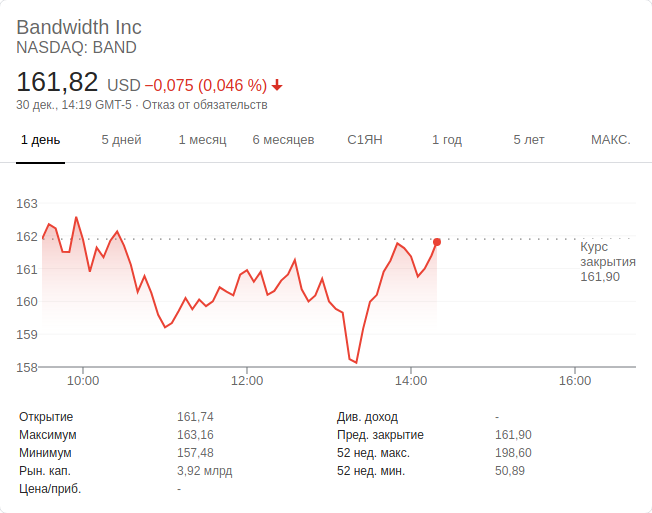 Bandwidth Inc
NASDAQ: BAND
161,82 USD −0,075 (0,046 %)
30 дек., 14:19 GMT-5 · Отказ от обязательств
1 день 5 дней 1 месяц 6 месяцев С1ЯН 1 год 5 лет МАКС.
163
162
161
160
159
158
Курс
закрытия
161,90
10:00 12:00 14:00 16:00
Открытие 161,74 Див. доход -
Максимум 163,16 Пред. закрытие 161,90
Минимум 157,48 52 нед. макс. 198,60
Рын. кап. 3,92 млрд 52 нед. мин. 50,89
Цена/приб. -